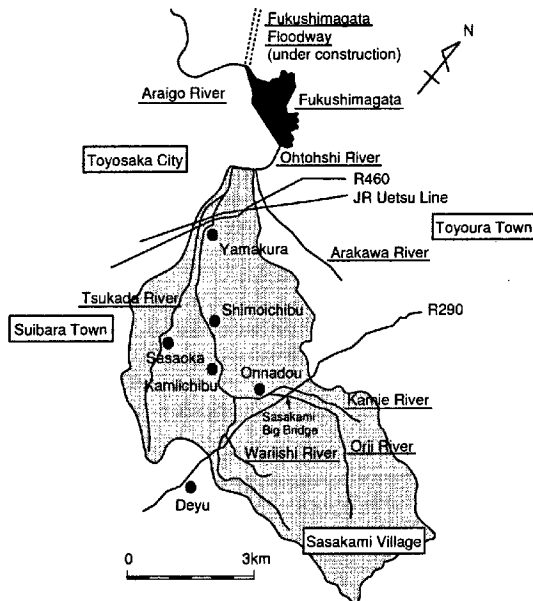 Fukushimagata
Floodway
(under construction)
N
Araigo River
Fukushimagata
Toyosaka City
Ohtohshi River
R460
JR Uetsu Line
Toyoura Town
Yamakura
Arakawa River
Tsukada River
Shimoichibu
R290
Suibara Town
Sasaoka
Kamiichibu
Onnadou
Kamie River
Sasakami
Big Bridge
Wariishi River
Orji River
Deyu
Sasakami Village
0
3km